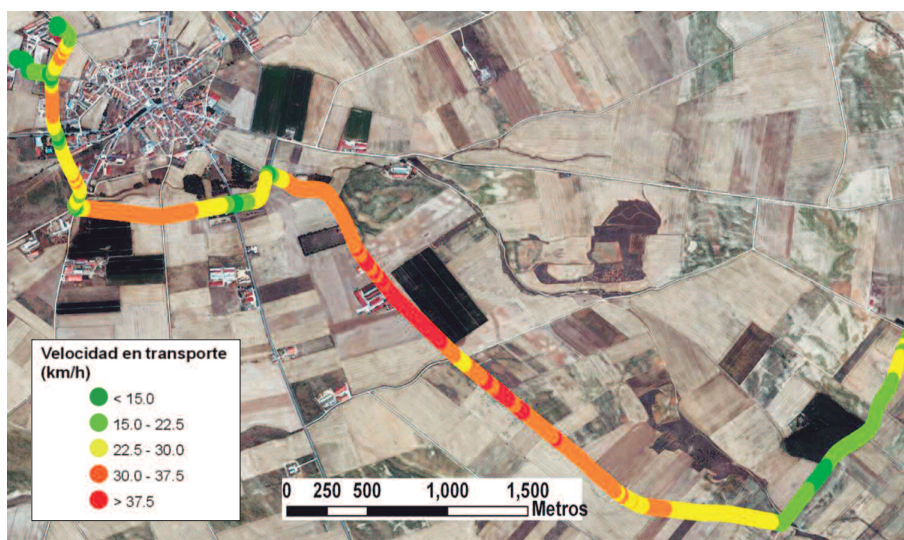 Velocidad en transporte
(km/h)
< 15.0
15.0 - 22.5
22.5 - 30.0
30.0 - 37.5
> 37.5
0 250 500 1,000 1,500
Metros